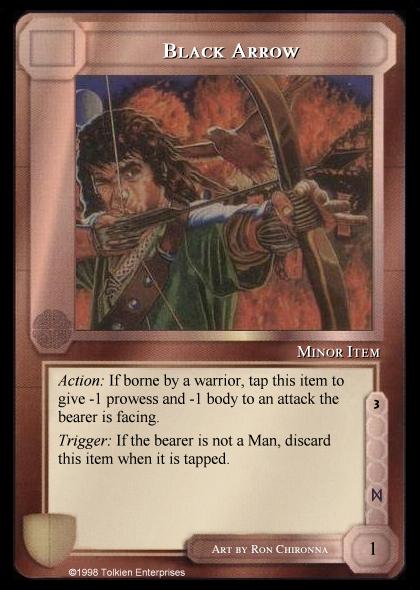 Black Arrow
Minor Item
Action: If borne by a warrior, tap this item to
give -1 prowess and -1 body to an attack the
bearer is facing.
Trigger: If the bearer is not a Man, discard
this item when it is tapped.
3
ᛞ
Art by Ron Chironna
1
©1998 Tolkien Enterprises